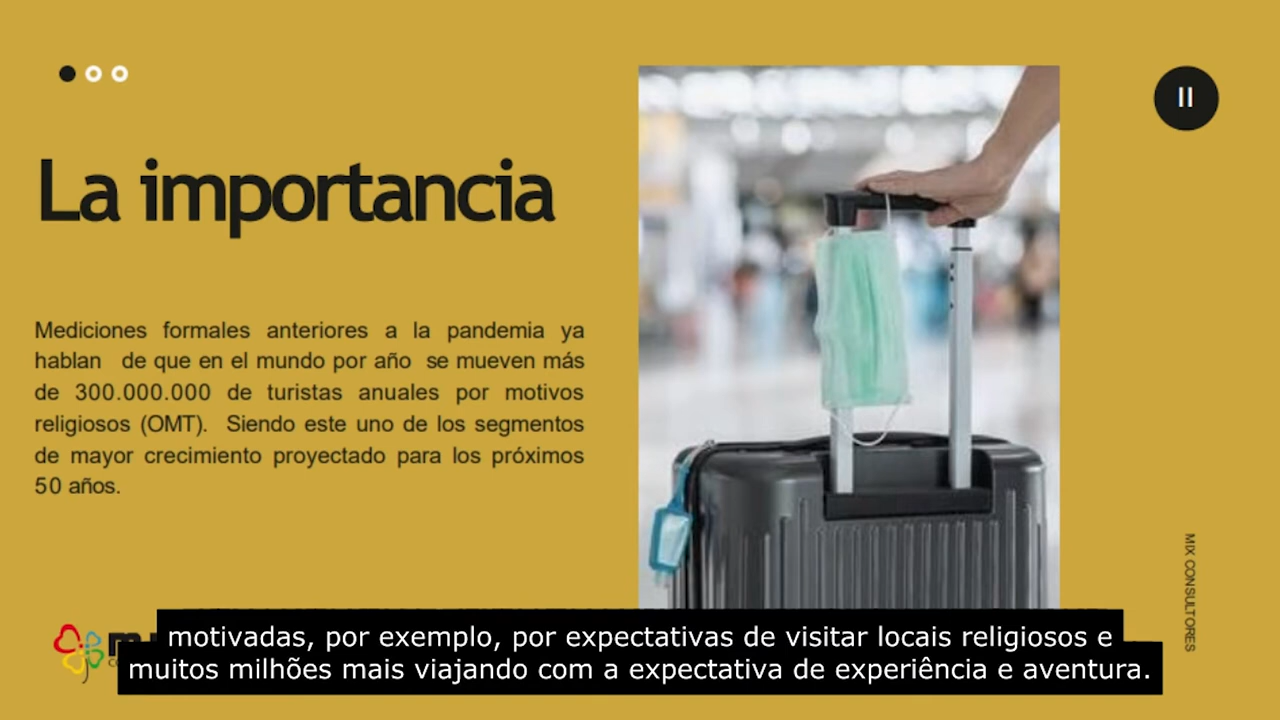 La importancia
Mediciones formales anteriores a la pandemia ya
hablan de que en el mundo por año se mueven más
de 300.000.000 de turistas anuales por motivos
religiosos (OMT). Siendo este uno de los segmentos
de mayor crecimiento proyectado para los próximos
50 años.
MIX CONSULTORES
motivadas, por exemplo, por expectativas de visitar locais religiosos e
muitos milhões mais viajando com a expectativa de experiência e aventura.